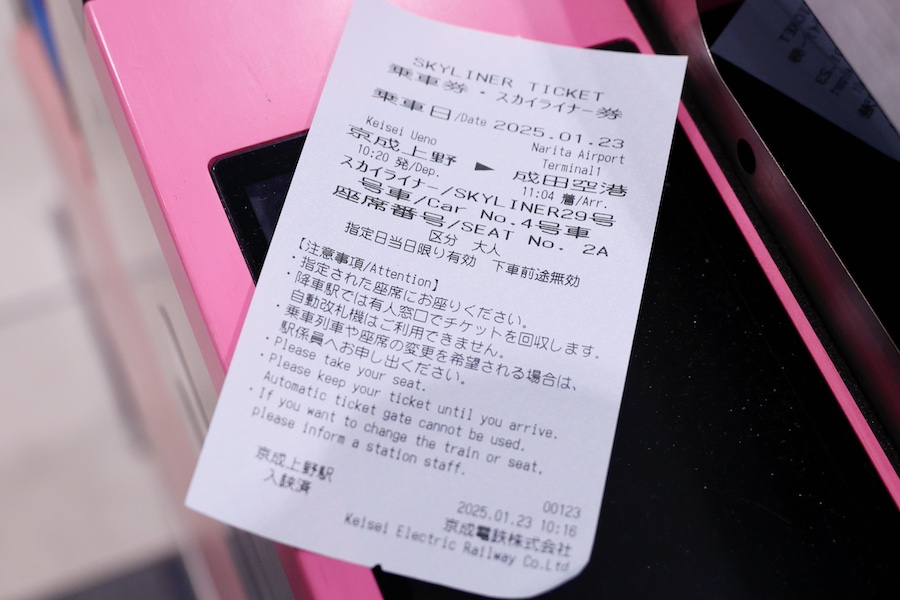 SKYLINER TICKET
乗車券・スカイライナー券
乗車日/Date 2025.01.23
Keisei Ueno Narita Airport Terminal1
京成上野 ▶ 成田空港
10:20 発/Dep. 11:04 着/Arr.
スカイライナー/SKYLINER29号
号車/Car No.4号車
座席番号/SEAT No. 2A
区分 大人
指定日当日限り有効 下車前途無効
【注意事項/Attention】
・指定された座席にお座りください。
・降車駅では有人窓口でチケットを回収します。
自動改札機はご利用できません。
・乗車列車や座席の変更を希望される場合は、
駅係員へお申し出ください。
・Please take your seat.
・Please keep your ticket until you arrive.
Automatic ticket gate cannot be used.
・If you want to change the train or seat.
please inform a station staff.
京成上野駅
入鋏済
00123
2025.01.23 10:16
京成電鉄株式会社
Keisei Electric Railway Co.Ltd